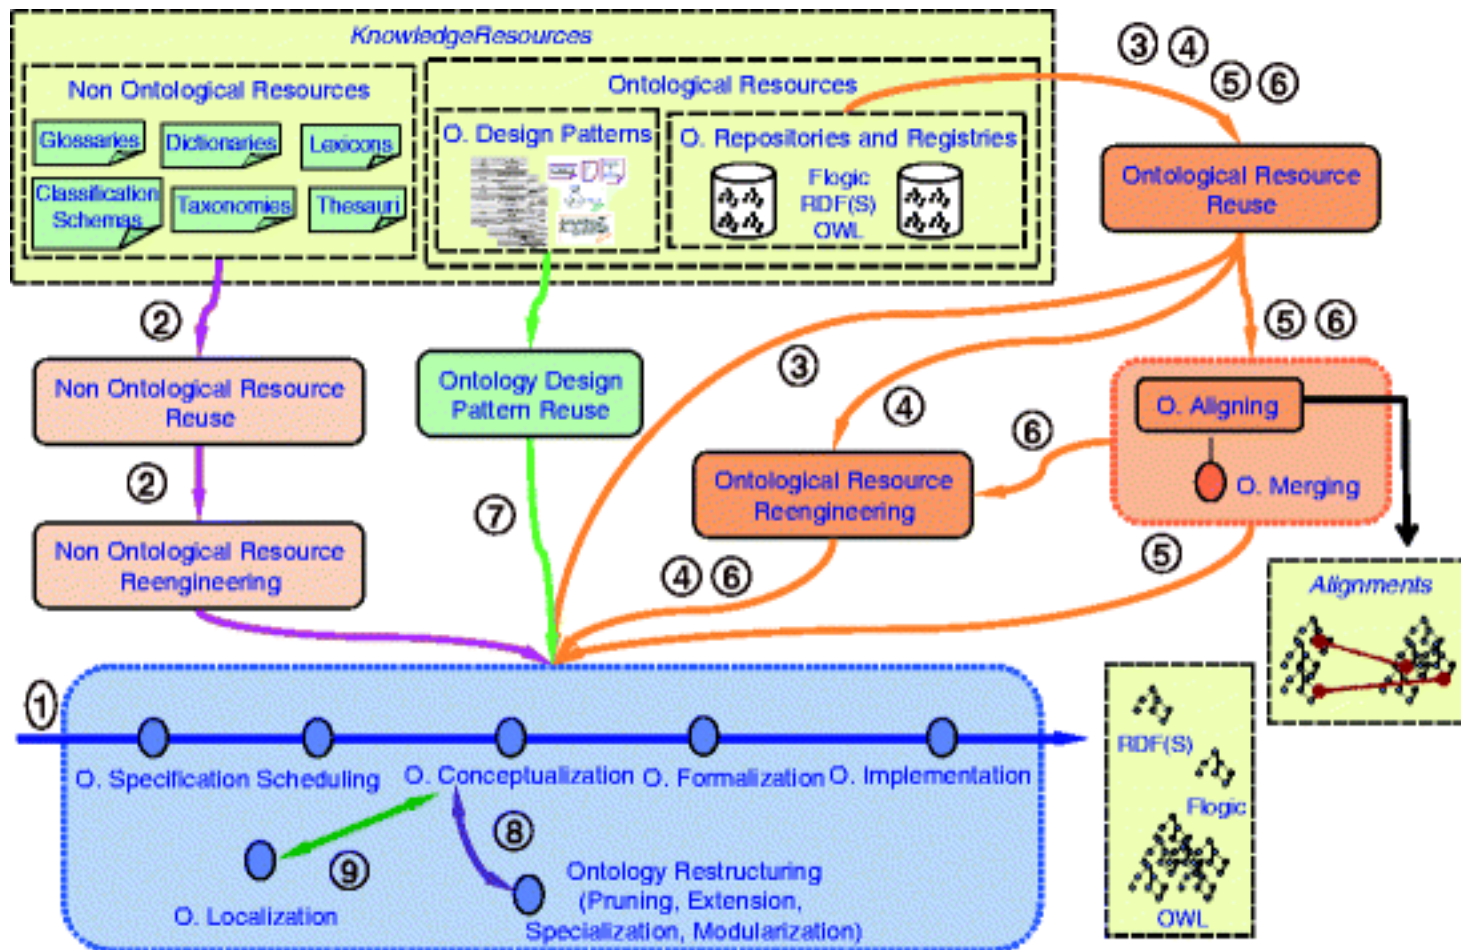 KnowledgeResources
Non Ontological Resources
Glossaries
Dictionaries
Lexicons
Classification
Schemas
Taxonomies
Thesauri
Ontological Resources
O. Design Patterns
O. Repositories and Registries
Flogic
RDF(S)
OWL
③ ④
⑤ ⑥
Ontological Resource
Reuse
②
Non Ontological Resource
Reuse
②
Non Ontological Resource
Reengineering
Ontology Design
Pattern Reuse
⑦
③
④
Ontological Resource
Reengineering
④ ⑥
⑤ ⑥
O. Aligning
O. Merging
⑥
⑤
Alignments
①
O. Specification
Scheduling
O. Conceptualization
O. Formalization
O. Implementation
⑨
⑧
O. Localization
Ontology Restructuring
(Pruning, Extension,
Specialization, Modularization)
RDF(S)
Flogic
OWL